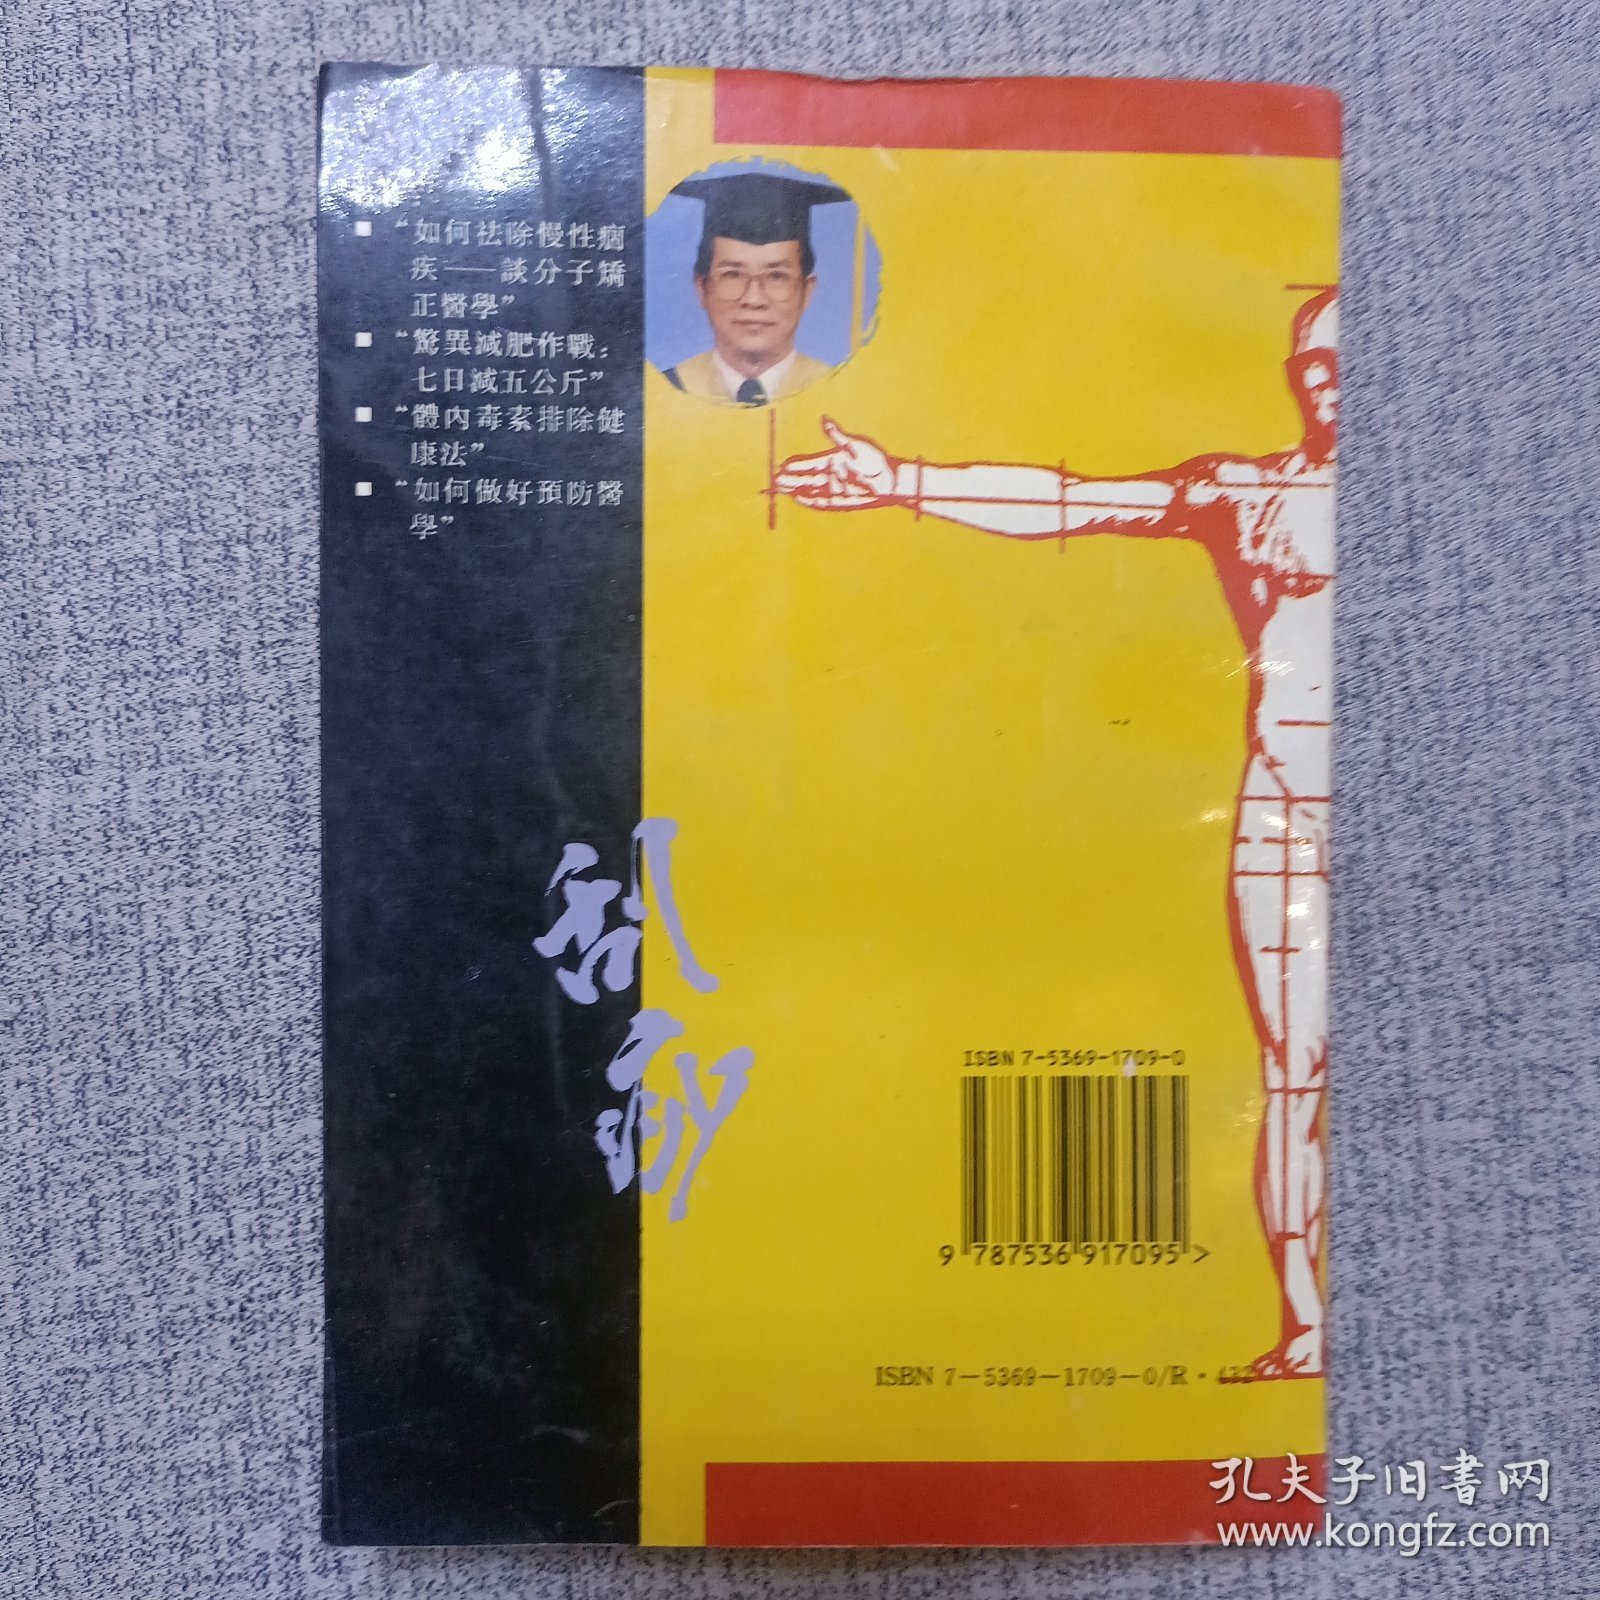 “如何祛除慢性痼
疾——談分子矯
正醫學”
“驚異減肥作戰：
七日減五公斤”
“體內毒素排除健
康法”
“如何做好預防醫
學”
ISBN 7-5369-1709-0
9 787536 917095 >
ISBN 7-5369-1709-0/R·432
孔夫子旧書网
www.kongfz.com